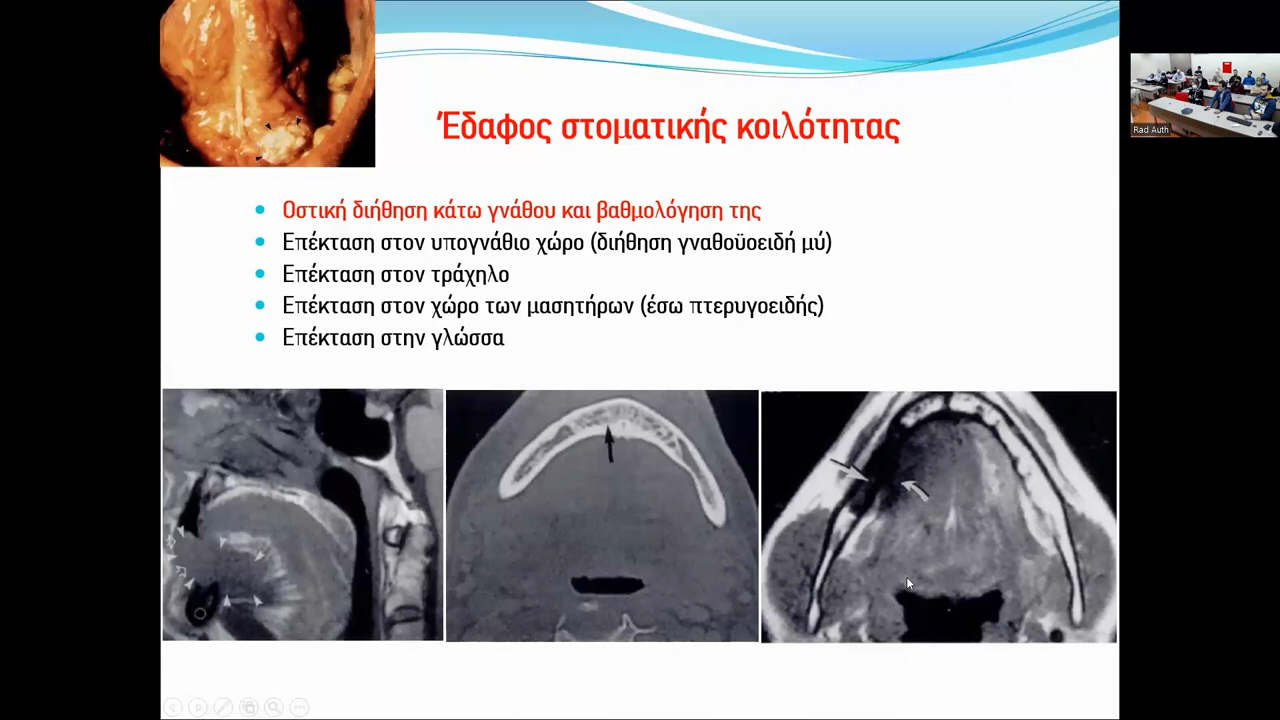 Έδαφος στοματικής κοιλότητας
Οστική διήθηση κάτω γνάθου και βαθμολόγηση της
Επέκταση στον υπογνάθιο χώρο (διήθηση γναθοϋοειδή μύ)
Επέκταση στον τράχηλο
Επέκταση στον χώρο των μασητήρων (έσω πτερυγοειδής)
Επέκταση στην γλώσσα
Rad Auth